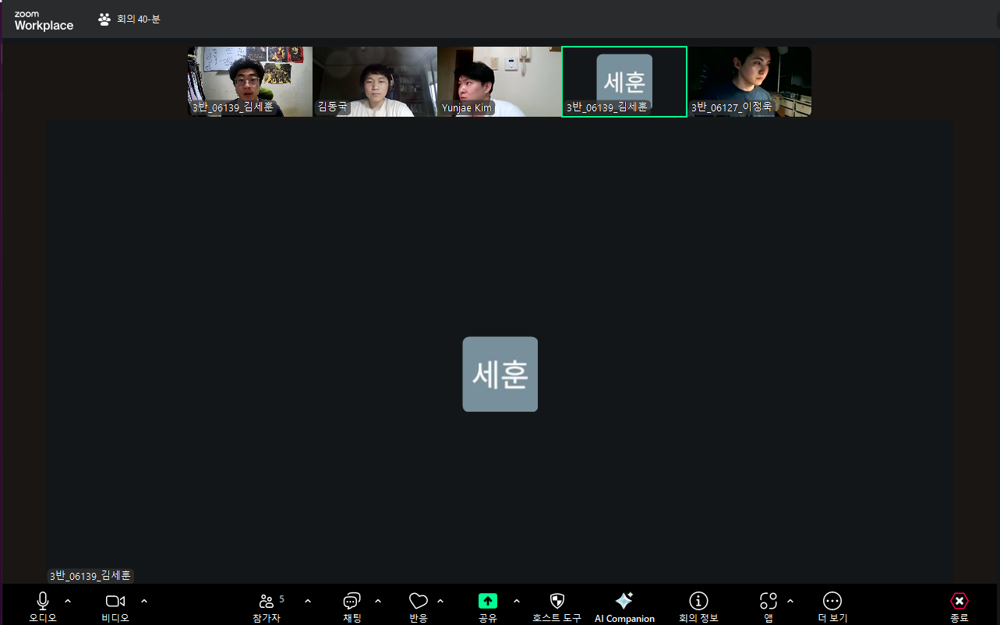 zoom
Workplace
회의 40-분
3반_06139_김세훈
김동국
Yunjae Kim
세훈
3반_06139_김세훈
3반_06127_이정욱
세훈
3반_06139_김세훈
오디오
비디오
5
참가자
채팅
반응
공유
호스트 도구
AI Companion
회의 정보
앱
더 보기
종료